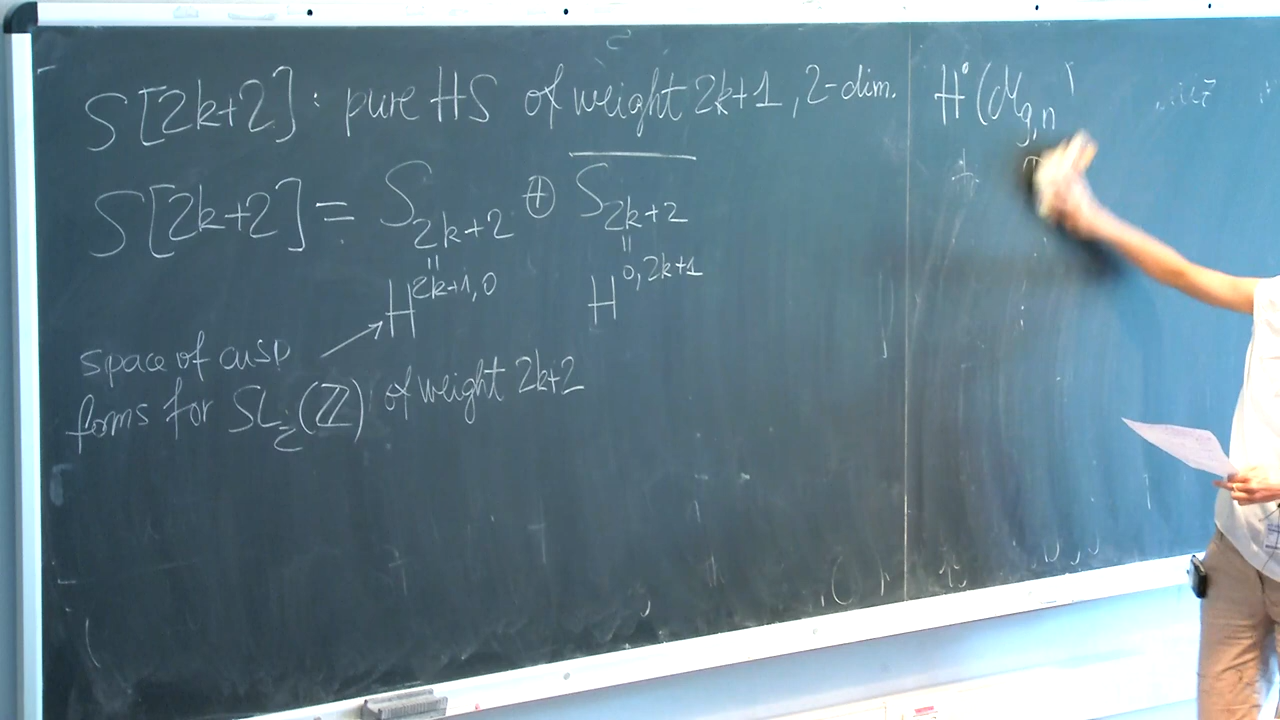 S[2k+2] : pure HS of weight 2k+1, 2-dim.
S[2k+2] = S_{2k+2} ⊕ \overline{S_{2k+2}}
" "
H^{2k+1,0} H^{0,2k+1}
space of cusp
forms for SL_2(ℤ) of weight 2k+2
H^•(M_{g,n})